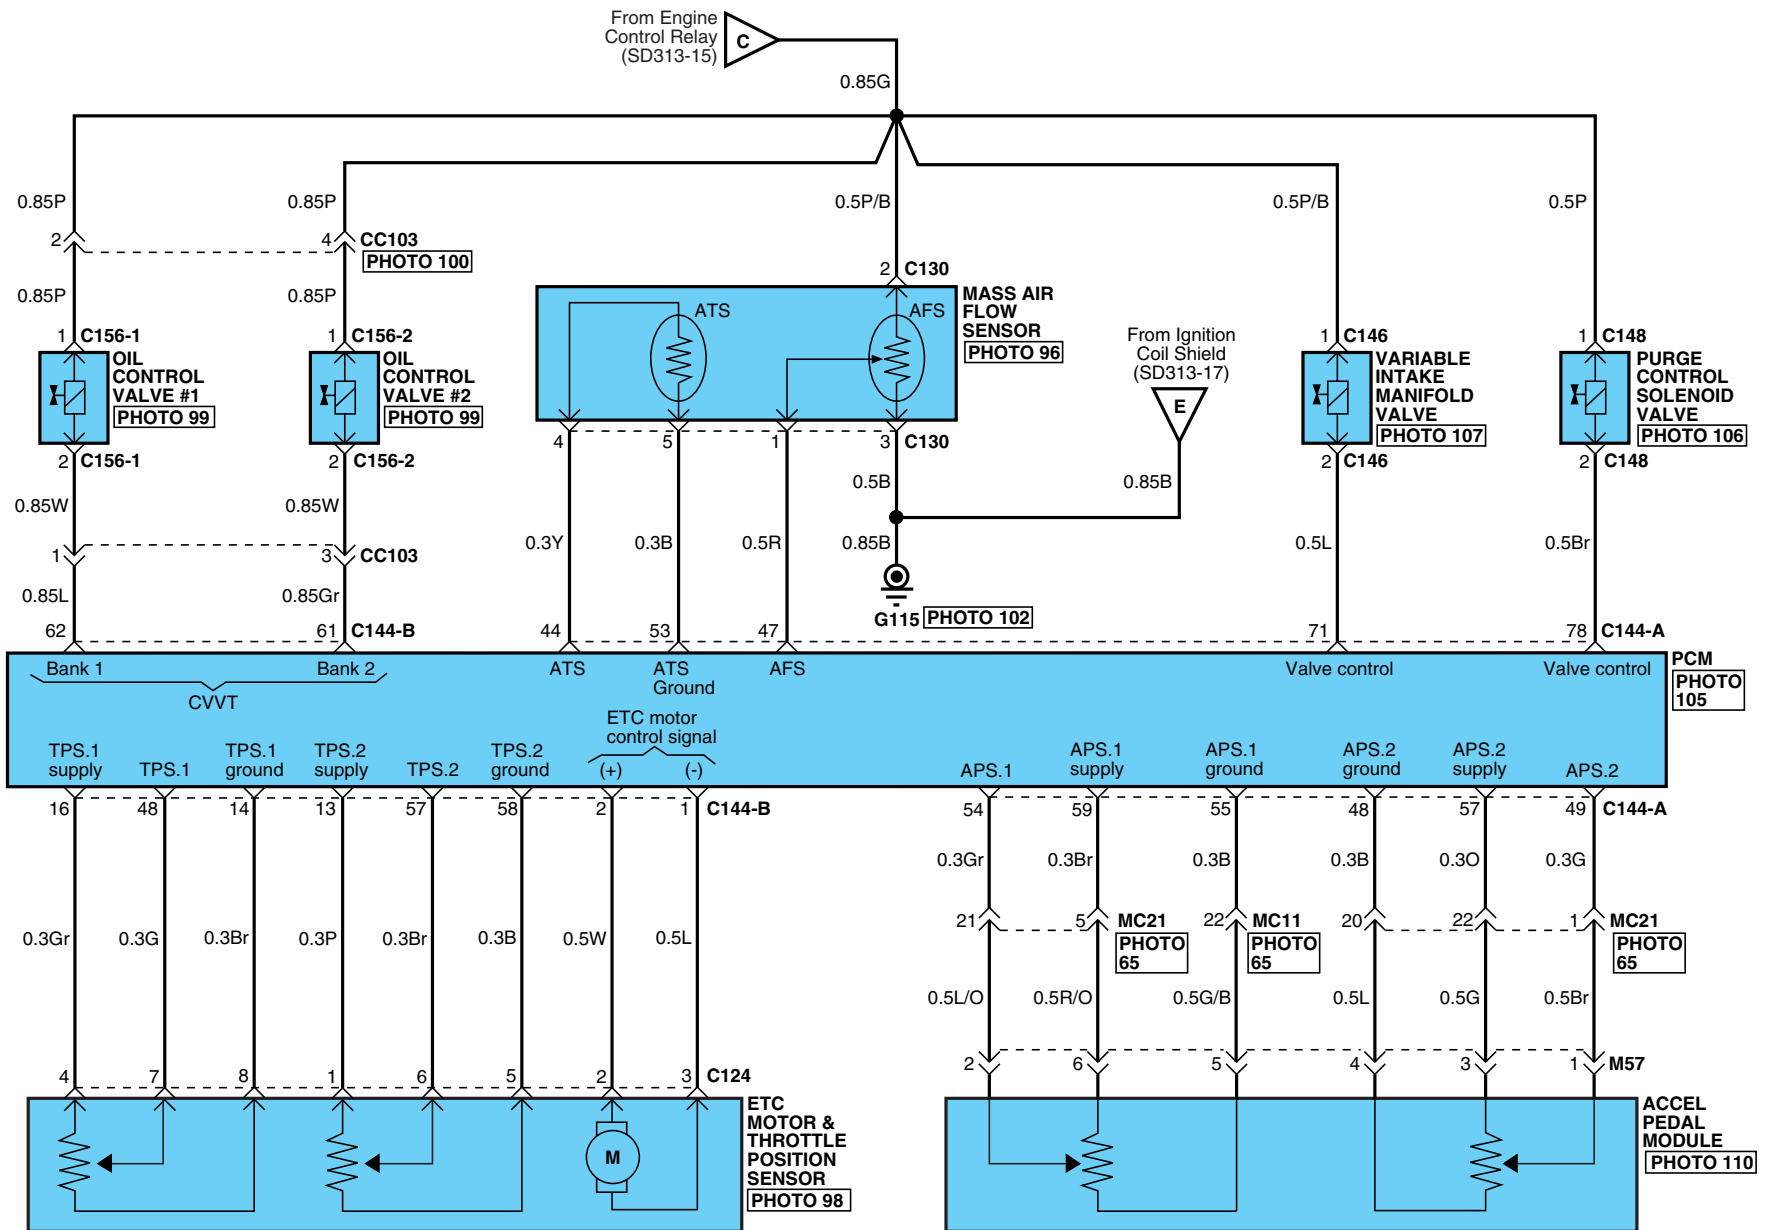 From Engine
Control Relay
(SD313-15)
C
0.85G
0.85P
0.85P
0.5P/B
0.5P/B
0.5P
2
4
CC103
PHOTO 100
2
C130
0.85P
0.85P
ATS
AFS
MASS AIR
FLOW
SENSOR
PHOTO 96
From Ignition
Coil Shield
(SD313-17)
E
1
C156-1
OIL
CONTROL
VALVE #1
PHOTO 99
1
C156-2
OIL
CONTROL
VALVE #2
PHOTO 99
1
C146
VARIABLE
INTAKE
MANIFOLD
VALVE
PHOTO 107
1
C148
PURGE
CONTROL
SOLENOID
VALVE
PHOTO 106
2
C156-1
2
C156-2
4
5
1
3
C130
2
C146
2
C148
0.5B
0.85B
0.85W
0.85W
0.3Y
0.3B
0.5R
0.85B
0.5L
0.5Br
1
3
CC103
0.85L
0.85Gr
G115
PHOTO 102
62
61
C144-B
44
53
47
71
78
C144-A
Bank 1
Bank 2
CVVT
ATS
ATS
Ground
AFS
Valve control
Valve control
PCM
PHOTO
105
ETC motor
control signal
TPS.1
supply
TPS.1
TPS.1
ground
TPS.2
supply
TPS.2
TPS.2
ground
(+)
(-)
APS.1
APS.1
supply
APS.1
ground
APS.2
ground
APS.2
supply
APS.2
16
48
14
13
57
58
2
1
C144-B
54
59
55
48
57
49
C144-A
0.3Gr
0.3Br
0.3B
0.3B
0.3O
0.3G
21
5
MC21
PHOTO
65
22
MC11
PHOTO
65
20
22
1
MC21
PHOTO
65
0.3Gr
0.3G
0.3Br
0.3P
0.3Br
0.3B
0.5W
0.5L
0.5L/O
0.5R/O
0.5G/B
0.5L
0.5G
0.5Br
4
7
8
1
6
5
2
3
C124
2
6
5
4
3
1
M57
M
ETC
MOTOR &
THROTTLE
POSITION
SENSOR
PHOTO 98
ACCEL
PEDAL
MODULE
PHOTO 110